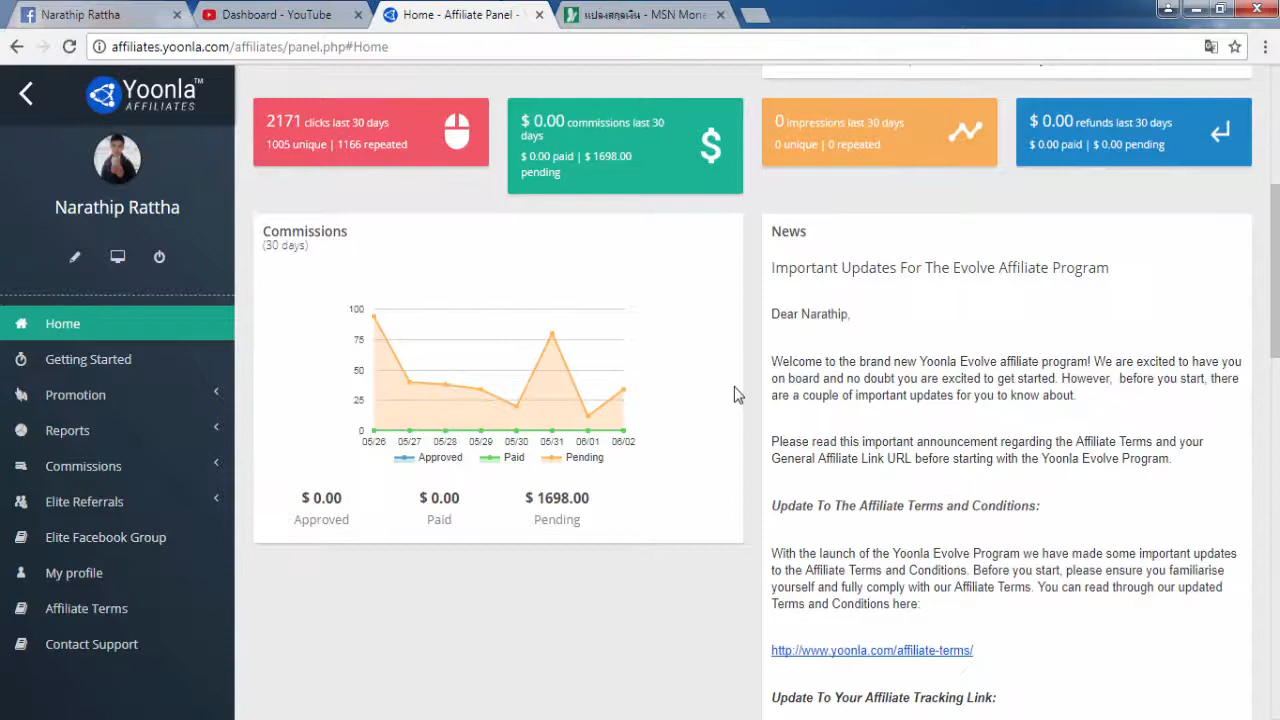 Narathip Rattha
Dashboard - YouTube
Home - Affiliate Panel -
แปลงสกุลเงิน - MSN Mone
affiliates.yoonla.com/affiliates/panel.php#Home
Yoonla™
AFFILIATES
Narathip Rattha
Home
Getting Started
Promotion
Reports
Commissions
Elite Referrals
Elite Facebook Group
My profile
Affiliate Terms
Contact Support
2171 clicks last 30 days
1005 unique | 1166 repeated
$ 0.00 commissions last 30
days
$ 0.00 paid | $ 1698.00
pending
0 impressions last 30 days
0 unique | 0 repeated
$ 0.00 refunds last 30 days
$ 0.00 paid | $ 0.00 pending
Commissions
(30 days)
100
75
50
25
0
05/26 05/27 05/28 05/29 05/30 05/31 06/01 06/02
Approved Paid Pending
$ 0.00 $ 0.00 $ 1698.00
Approved Paid Pending
News
Important Updates For The Evolve Affiliate Program
Dear Narathip,
Welcome to the brand new Yoonla Evolve affiliate program! We are excited to have you
on board and no doubt you are excited to get started. However, before you start, there
are a couple of important updates for you to know about.
Please read this important announcement regarding the Affiliate Terms and your
General Affiliate Link URL before starting with the Yoonla Evolve Program.
Update To The Affiliate Terms and Conditions:
With the launch of the Yoonla Evolve Program we have made some important updates
to the Affiliate Terms and Conditions. Before you start, please ensure you familiarise
yourself and fully comply with our Affiliate Terms. You can read through our updated
Terms and Conditions here:
http://www.yoonla.com/affiliate-terms/
Update To Your Affiliate Tracking Link: